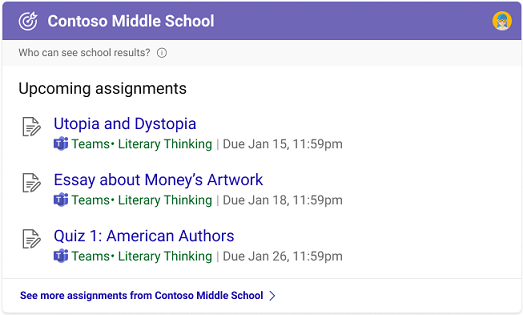 Contoso Middle School
Who can see school results?
Upcoming assignments
Utopia and Dystopia
Teams• Literary Thinking | Due Jan 15, 11:59pm
Essay about Money’s Artwork
Teams• Literary Thinking | Due Jan 18, 11:59pm
Quiz 1: American Authors
Teams• Literary Thinking | Due Jan 26, 11:59pm
See more assignments from Contoso Middle School